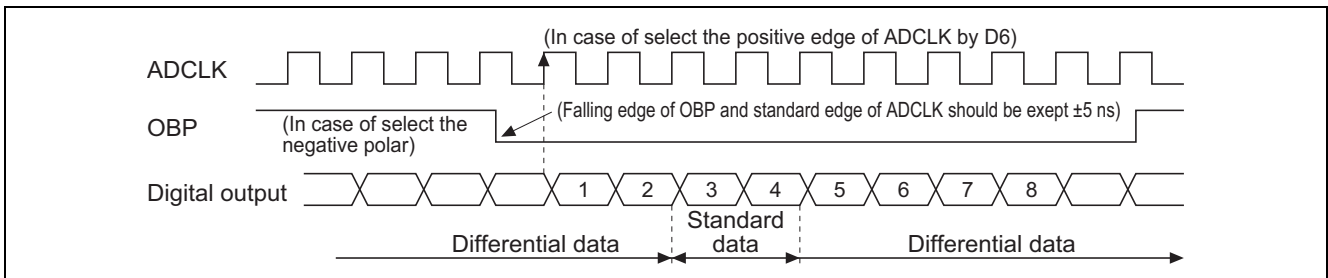 (In case of select the positive edge of ADCLK by D6)
ADCLK
(Falling edge of OBP and standard edge of ADCLK should be exept ±5 ns)
OBP
(In case of select the
negative polar)
Digital output
1 2 3 4 5 6 7 8
Standard
data
Differential data
Differential data